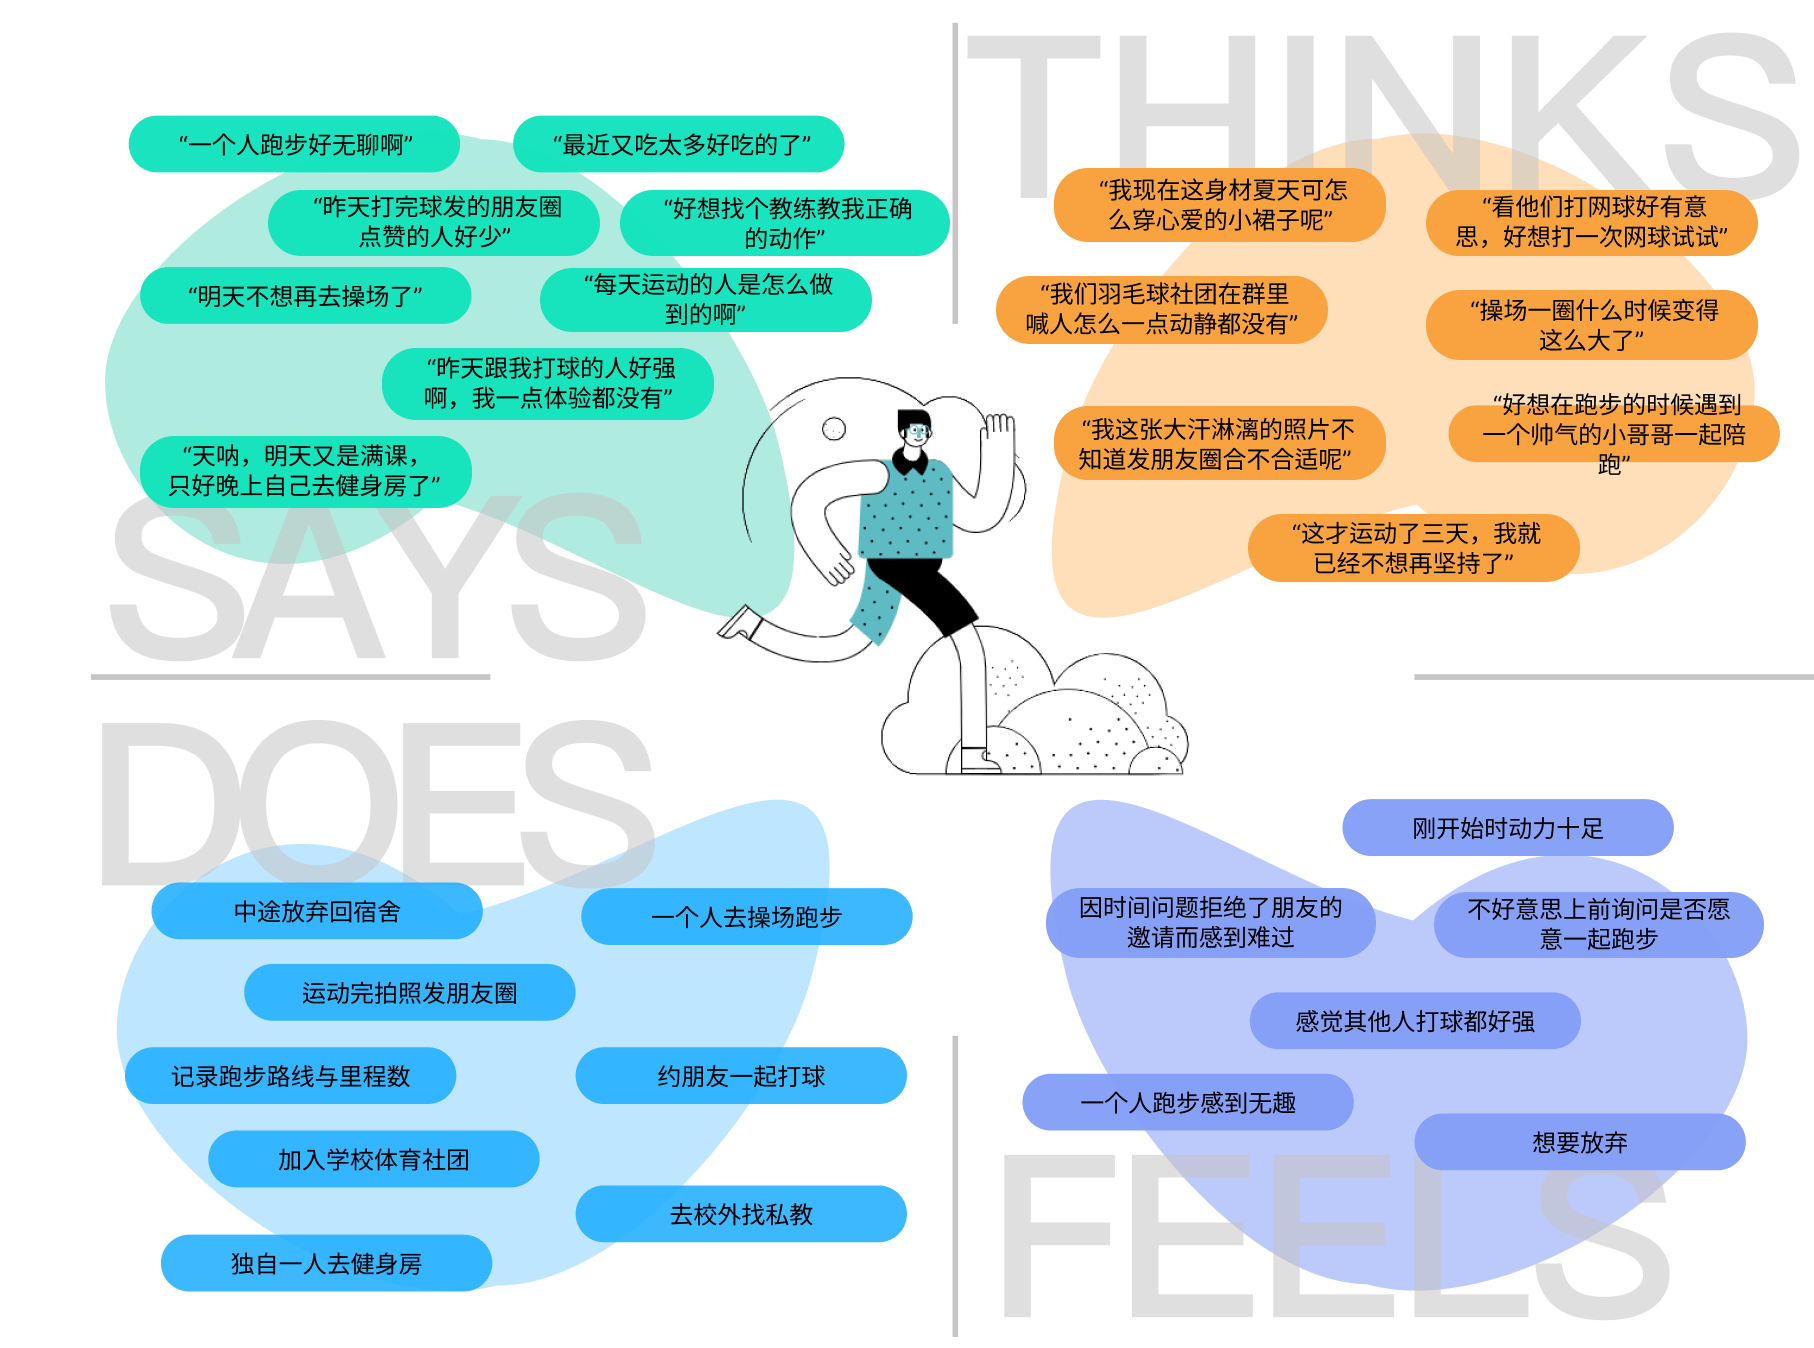 “一个人跑步好无聊啊”
“最近又吃太多好吃的了”
“昨天打完球发的朋友圈
点赞的人好少”
“好想找个教练教我正确
的动作”
“明天不想再去操场了”
“每天运动的人是怎么做
到的啊”
“昨天跟我打球的人好强
啊，我一点体验都没有”
“天呐，明天又是满课，
只好晚上自己去健身房了”
SAYS
THINKS
“我现在这身材夏天可怎
么穿心爱的小裙子呢”
“看他们打网球好有意
思，好想打一次网球试试”
“我们羽毛球社团在群里
喊人怎么一点动静都没有”
“操场一圈什么时候变得
这么大了”
“好想在跑步的时候遇到
一个帅气的小哥哥一起陪
跑”
“我这张大汗淋漓的照片不
知道发朋友圈合不合适呢”
“这才运动了三天，我就
已经不想再坚持了”
DOES
中途放弃回宿舍
一个人去操场跑步
运动完拍照发朋友圈
记录跑步路线与里程数
约朋友一起打球
加入学校体育社团
去校外找私教
独自一人去健身房
刚开始时动力十足
因时间问题拒绝了朋友的
邀请而感到难过
不好意思上前询问是否愿
意一起跑步
感觉其他人打球都好强
一个人跑步感到无趣
想要放弃
FEELS